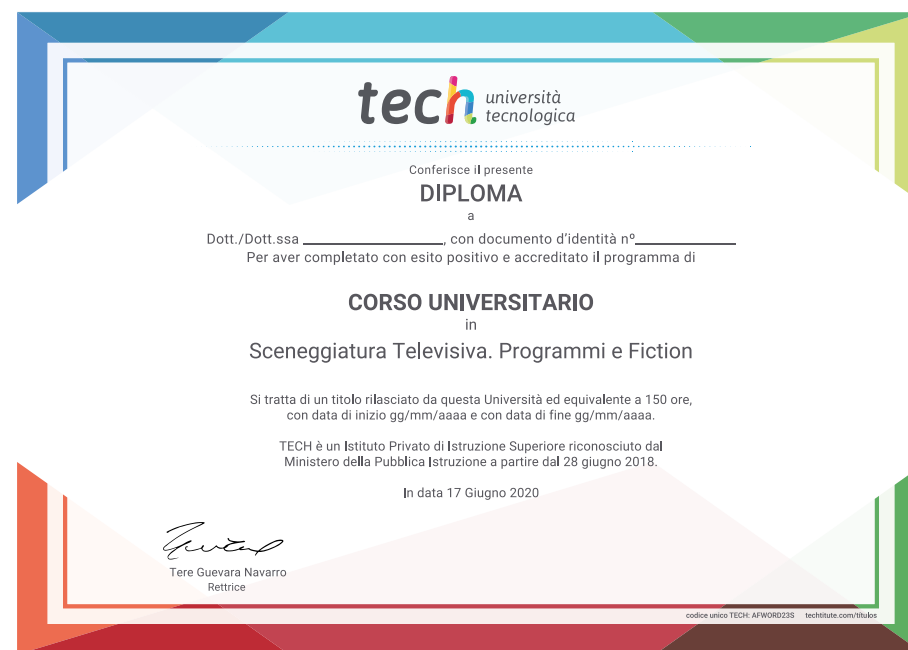 tech università
tecnologica
Conferisce il presente
DIPLOMA
a
Dott./Dott.ssa ____________________, con documento d'identità nº______________
Per aver completato con esito positivo e accreditato il programma di
CORSO UNIVERSITARIO
in
Sceneggiatura Televisiva. Programmi e Fiction
Si tratta di un titolo rilasciato da questa Università ed equivalente a 150 ore,
con data di inizio gg/mm/aaaa e con data di fine gg/mm/aaaa.
TECH è un Istituto Privato di Istruzione Superiore riconosciuto dal
Ministero della Pubblica Istruzione a partire dal 28 giugno 2018.
In data 17 Giugno 2020
Tere Guevara Navarro
Rettrice
codice unico TECH: AFWORD23S techtitute.com/títulos